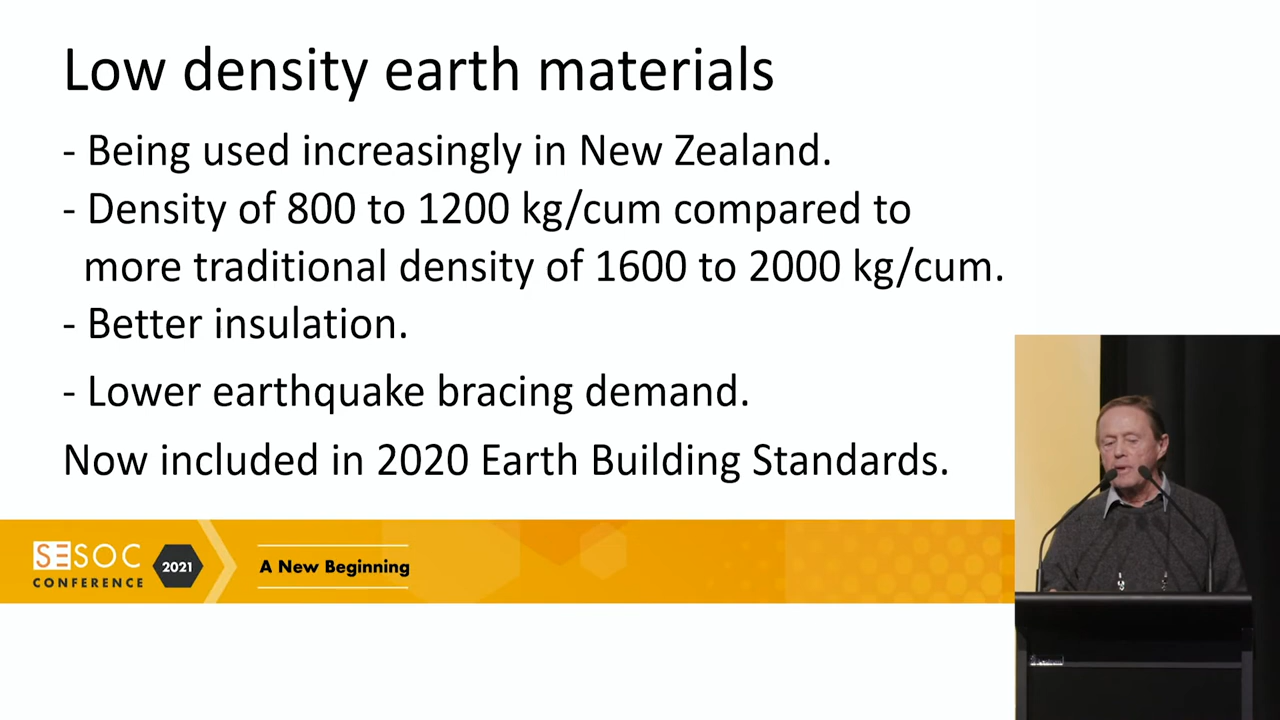 Low density earth materials
- Being used increasingly in New Zealand.
- Density of 800 to 1200 kg/cum compared to
more traditional density of 1600 to 2000 kg/cum.
- Better insulation.
- Lower earthquake bracing demand.
Now included in 2020 Earth Building Standards.
SESOC
CONFERENCE
2021
A New Beginning